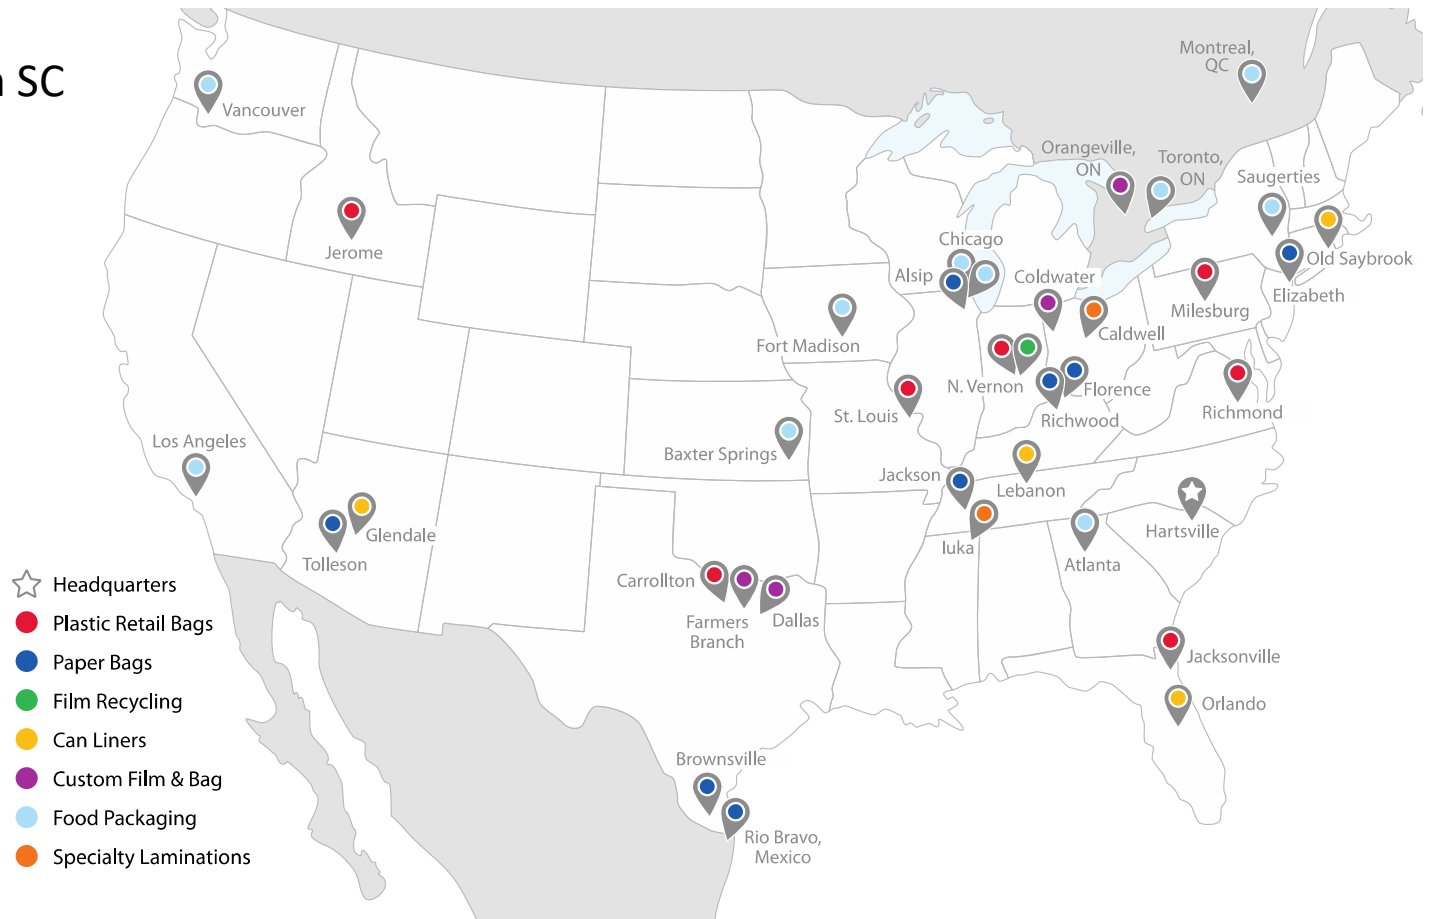 SC
Montreal,
QC
Vancouver
Orangeville,
ON
Toronto,
ON
Saugerties
Jerome
Chicago
Old Saybrook
Alsip
Coldwater
Elizabeth
Milesburg
Caldwell
Fort Madison
N. Vernon
Florence
St. Louis
Richwood
Richmond
Los Angeles
Baxter Springs
Jackson
Lebanon
Glendale
Hartsville
Tolleson
Iuka
Atlanta
Carrollton
Farmers
Branch
Dallas
Jacksonville
Orlando
Brownsville
Rio Bravo,
Mexico
Headquarters
Plastic Retail Bags
Paper Bags
Film Recycling
Can Liners
Custom Film & Bag
Food Packaging
Specialty Laminations